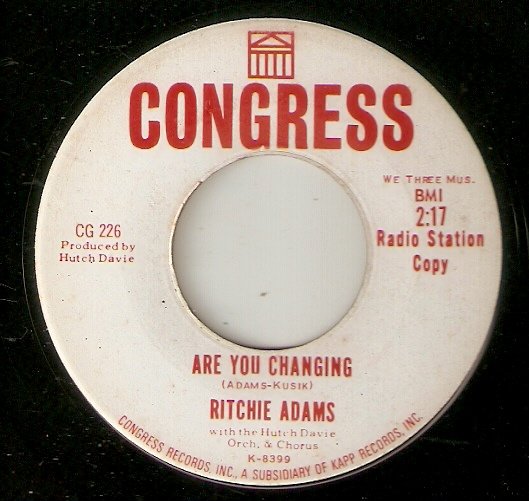 CONGRESS
WE THREE MUS.
BMI
2:17
Radio Station
Copy
CG 226
Produced by
Hutch Davie
ARE YOU CHANGING
(ADAMS-KUSIK)
RITCHIE ADAMS
with the Hutch Davie
Orch, & Chorus
K-8399
CONGRESS RECORDS, INC., A SUBSIDIARY OF KAPP RECORDS, INC.